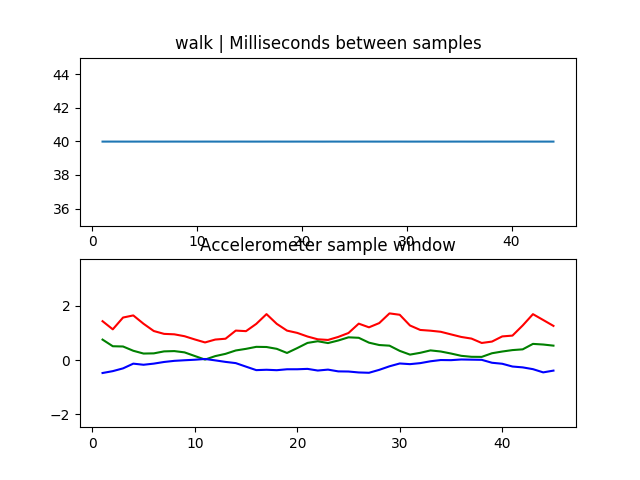 walk | Milliseconds between samples
44
42
40
38
36
0 10 20 30 40
Accelerometer sample window
2
0
−2
0 10 20 30 40